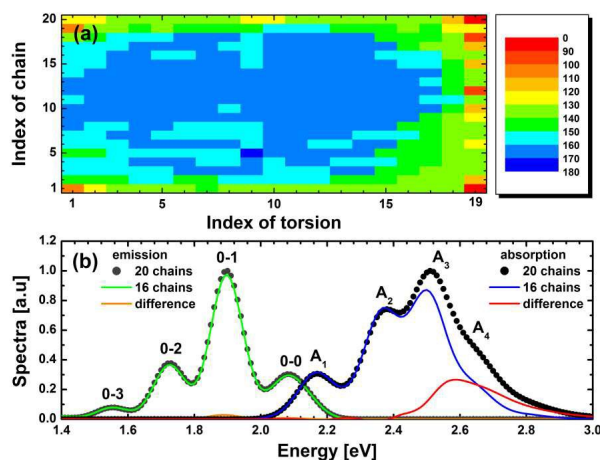 (a)
Index of chain
20
15
10
5
1
1
5
10
15
19
Index of torsion
0
90
100
110
120
130
140
150
160
170
180
(b)
Spectra [a.u]
1.2
1.0
0.8
0.6
0.4
0.2
0.0
emission
20 chains
16 chains
difference
0-3
0-2
0-1
0-0
A1
A2
A3
A4
absorption
20 chains
16 chains
difference
1.4
1.6
1.8
2.0
2.2
2.4
2.6
2.8
3.0
Energy [eV]